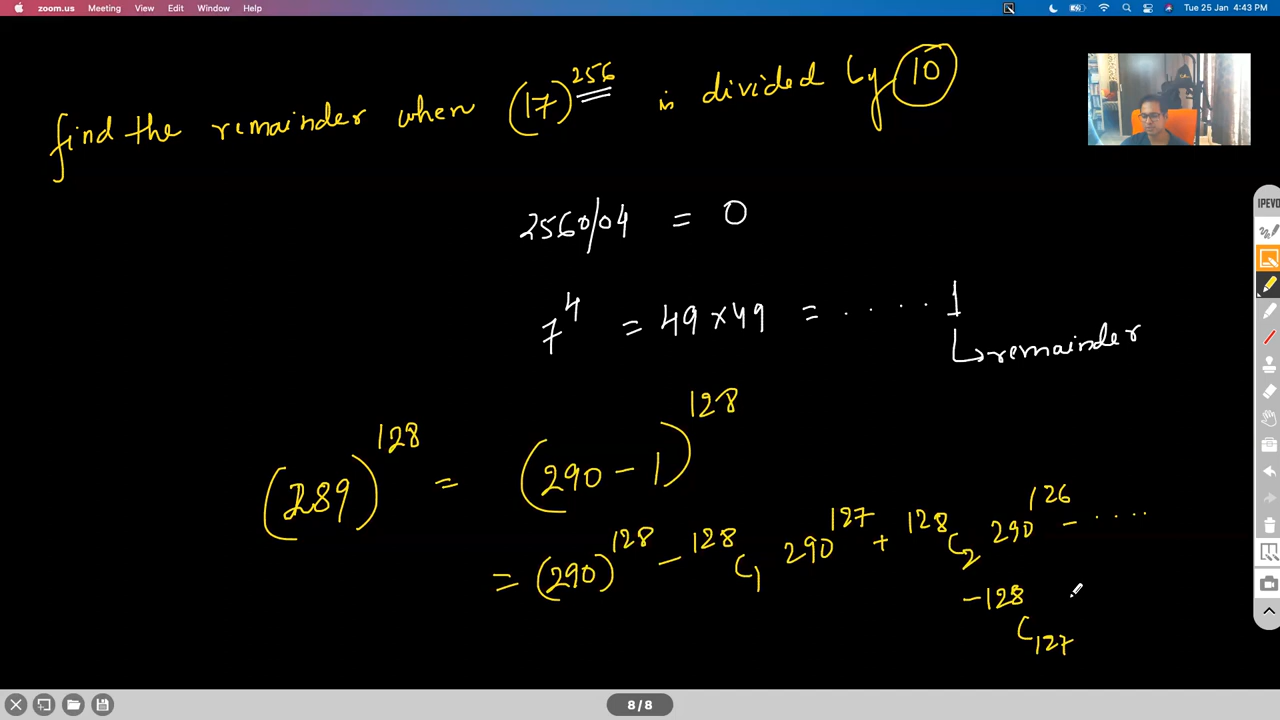 zoom.us Meeting View Edit Window Help Tue 25 Jan 4:43 PM
find the remainder when (17)^256 is divided by 10
256%4 = 0
7^4 = 49 × 49 = ..... 1
↳remainder
(289)^128 = (290 - 1)^128
= (290)^128 - 128C1 290^127 + 128C2 290^126 - ....
-128C127
IPEVO
8/8